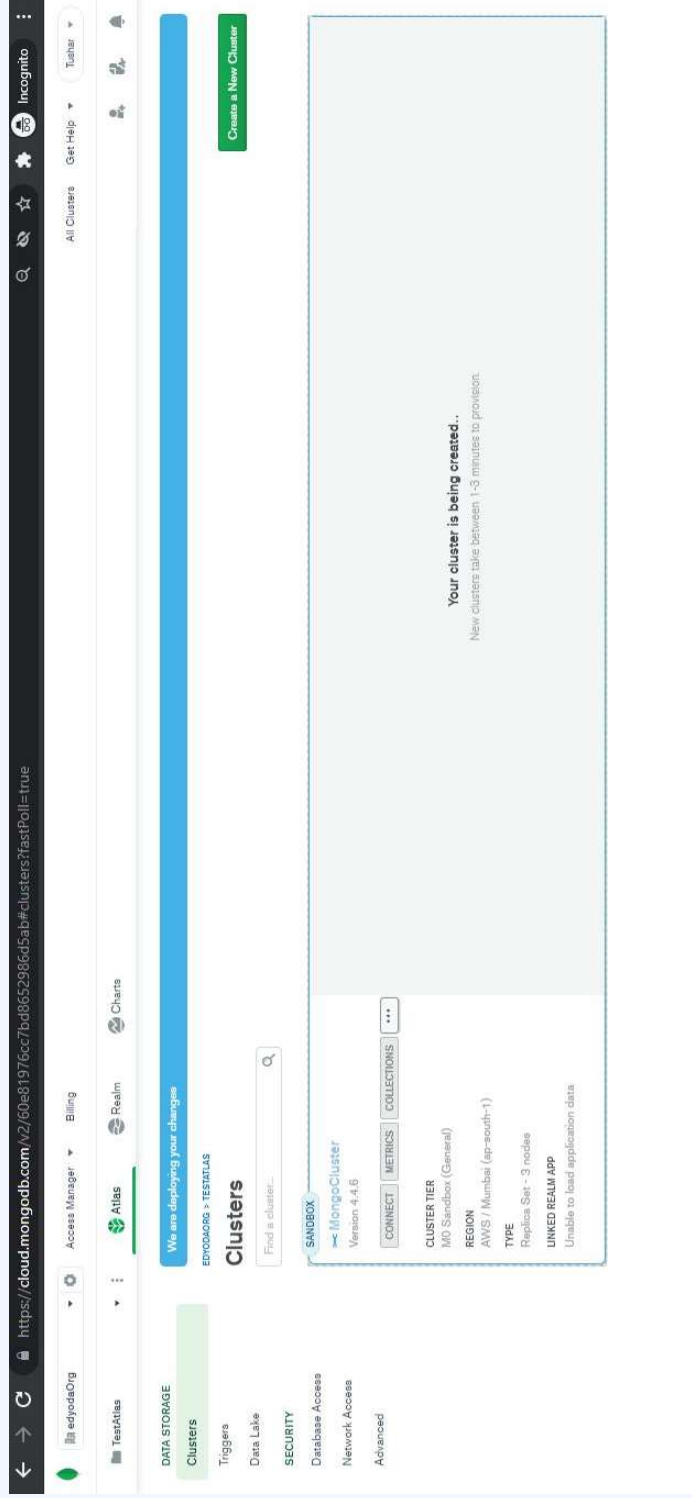 https://cloud.mongodb.com/v2/60e81976cc7bd8652986d5ab#clusters?fastPoll=true
Incognito
edyodaOrg
Access Manager
Billing
All Clusters
Get Help
Tushar
TestAtlas
Atlas
Realm
Charts
DATA STORAGE
Clusters
Triggers
Data Lake
SECURITY
Database Access
Network Access
Advanced
We are deploying your changes
EDYODAORG > TESTATLAS
Clusters
Find a cluster...
Create a New Cluster
SANDBOX
MongoCluster
Version 4.4.6
CONNECT METRICS COLLECTIONS ...
CLUSTER TIER
M0 Sandbox (General)
REGION
AWS / Mumbai (ap-south-1)
TYPE
Replica Set - 3 nodes
LINKED REALM APP
Unable to load application data
Your cluster is being created..
New clusters take between 1-3 minutes to provision.